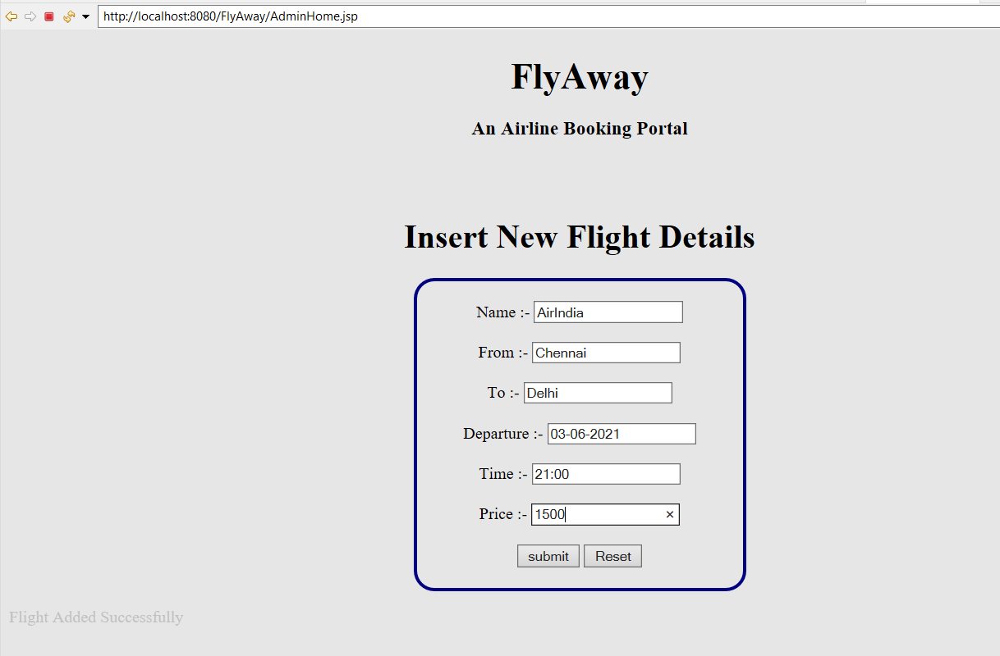 http://localhost:8080/FlyAway/AdminHome.jsp
FlyAway
An Airline Booking Portal
Insert New Flight Details
Name :- AirIndia
From :- Chennai
To :- Delhi
Departure :- 03-06-2021
Time :- 21:00
Price :- 1500 ×
submit Reset
Flight Added Successfully